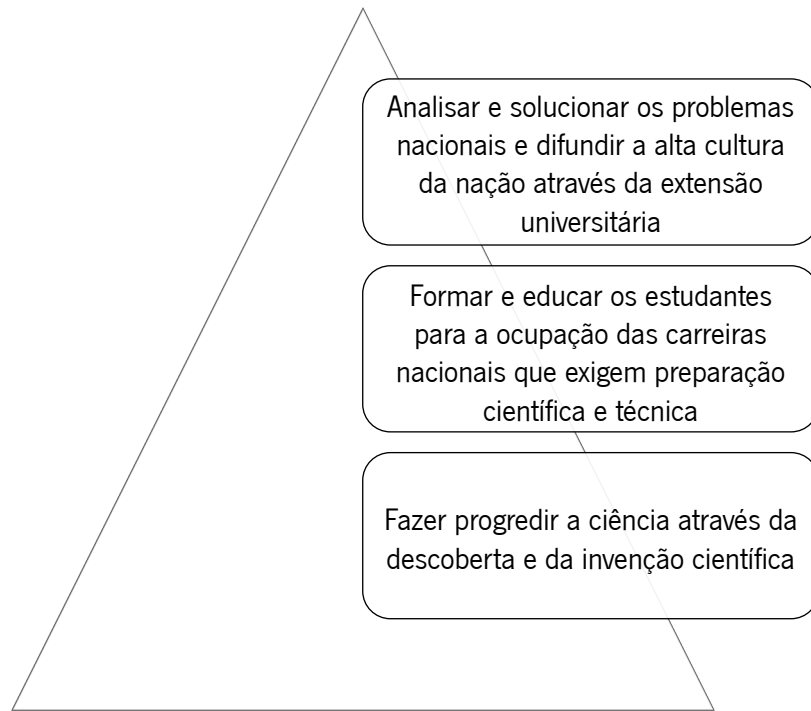 Analisar e solucionar os problemas
nacionais e difundir a alta cultura
da nação através da extensão
universitária
Formar e educar os estudantes
para a ocupação das carreiras
nacionais que exigem preparação
científica e técnica
Fazer progredir a ciência através da
descoberta e da invenção científica